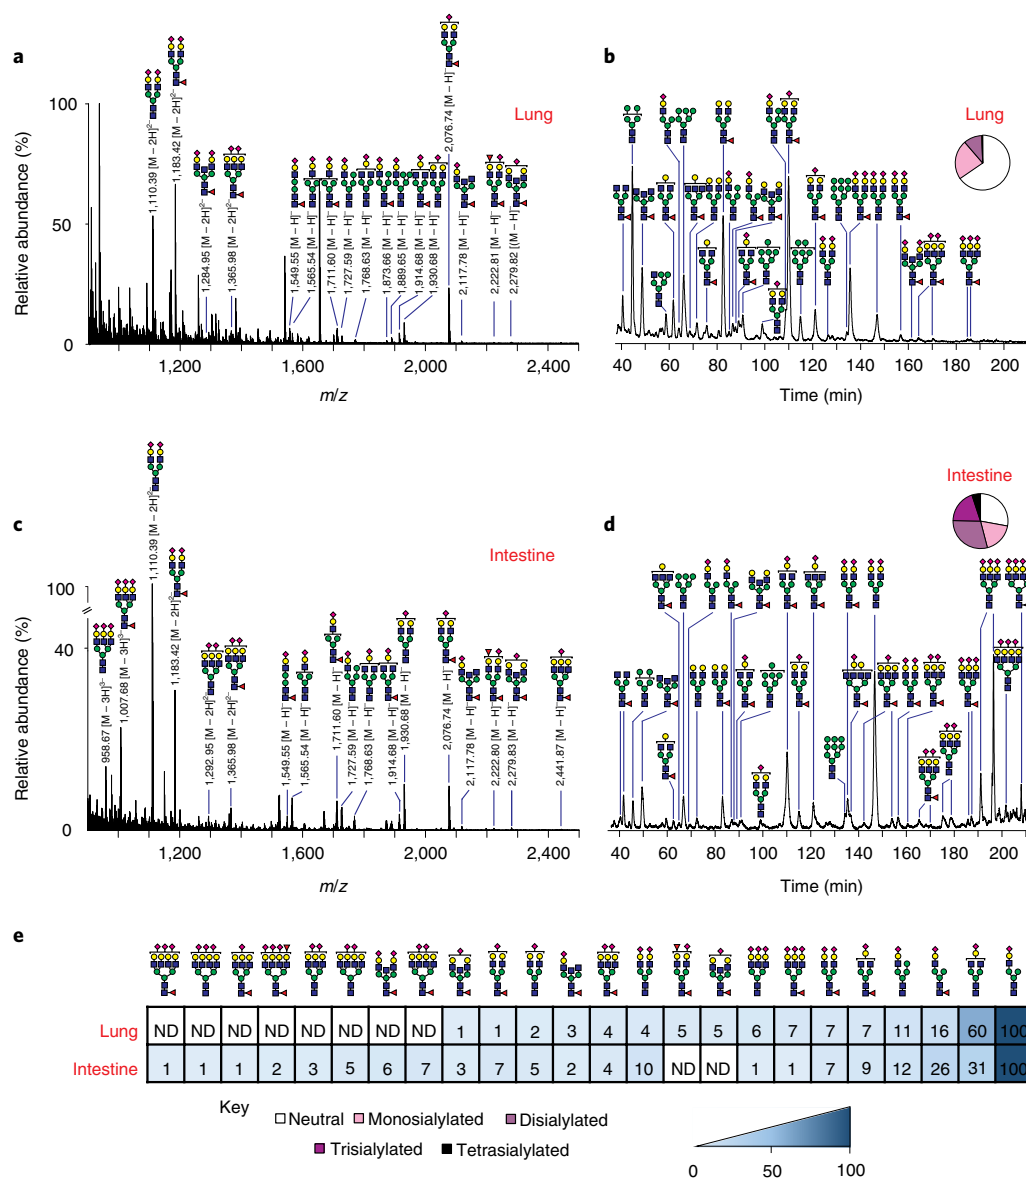 a
Lung
Relative abundance (%)
100
50
0
1,110.39 [M – 2H]2–
1,183.42 [M – 2H]2–
1,284.95 [M – 2H]2–
1,365.98 [M – 2H]2–
1,549.55 [M – H]–
1,565.54 [M – H]–
1,711.60 [M – H]–
1,727.59 [M – H]–
1,768.63 [M – H]–
1,873.66 [M – H]–
1,889.65 [M – H]–
1,914.68 [M – H]–
1,930.68 [M – H]–
2,076.74 [M – H]–
2,117.78 [M – H]–
2,222.81 [M – H]–
2,279.82 [(M – H]–
1,200 1,600 2,000 2,400
m/z
b
Lung
40 60 80 100 120 140 160 180 200
Time (min)
c
Intestine
Relative abundance (%)
100
40
0
958.67 [M – 3H]3–
1,007.68 [M – 3H]3–
1,110.39 [M – 2H]2–
1,183.42 [M – 2H]2–
1,292.95 [M – 2H]2–
1,365.98 [M – 2H]2–
1,549.55 [M – H]–
1,565.54 [M – H]–
1,711.60 [M – H]–
1,727.59 [M – H]–
1,768.63 [M – H]–
1,914.68 [M – H]–
1,930.68 [M – H]–
2,076.74 [M – H]–
2,117.78 [M – H]–
2,222.80 [M – H]–
2,279.83 [M – H]–
2,441.87 [M – H]–
1,200 1,600 2,000 2,400
m/z
d
Intestine
40 60 80 100 120 140 160 180 200
Time (min)
e
Lung ND ND ND ND ND ND ND ND 1 1 2 3 4 4 5 5 6 7 7 7 11 16 60 100
Intestine 1 1 1 2 3 5 6 7 3 7 5 2 4 10 ND ND 1 1 7 9 12 26 31 100
Key
Neutral Monosialylated Disialylated
Trisialylated Tetrasialylated
0 50 100